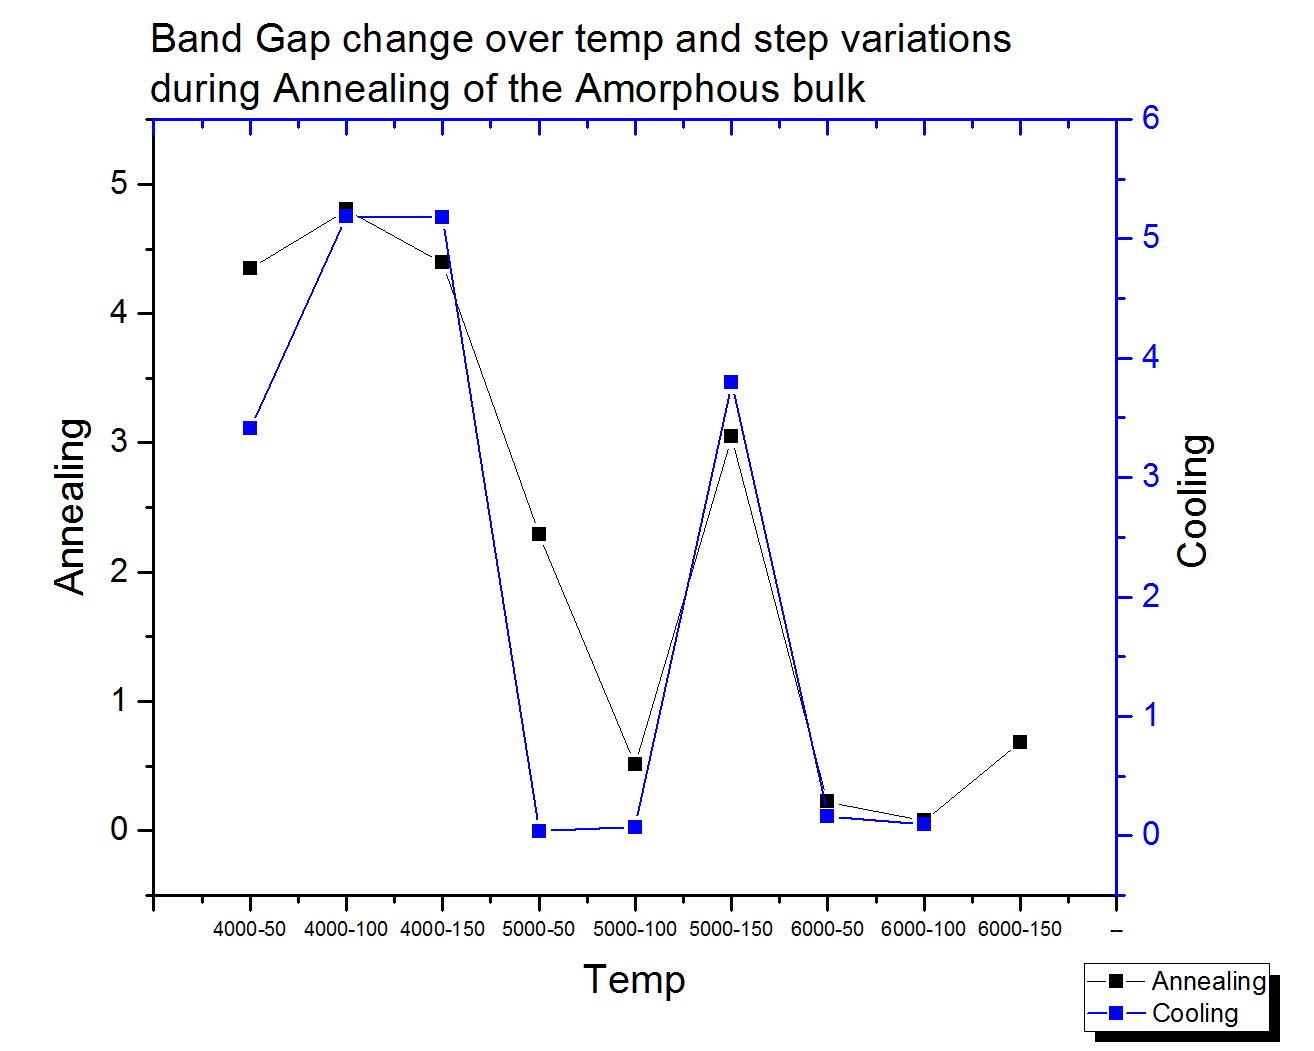 Band Gap change over temp and step variations
during Annealing of the Amorphous bulk
6
5
5
4
4
3
3
2
2
1
1
0
0
Annealing
Cooling
4000-50 4000-100 4000-150 5000-50 5000-100 5000-150 6000-50 6000-100 6000-150 --
Temp
Annealing
Cooling